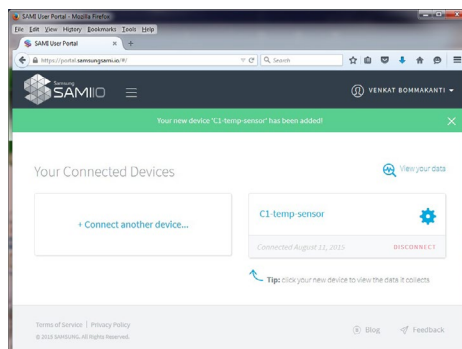 SAMI User Portal - Mozilla Firefox
File Edit View History Bookmarks Tools Help
SAMI User Portal
https://portal.samsungsami.io/#/
Search
Samsung
SAMIIO
VENKAT BOMMAKANTI
Your new device 'C1-temp-sensor' has been added!
Your Connected Devices
View your data
+ Connect another device...
C1-temp-sensor
Connected August 11, 2015
DISCONNECT
Tip: click your new device to view the data it collects
Terms of Service | Privacy Policy
© 2015 SAMSUNG. All Rights Reserved.
Blog
Feedback